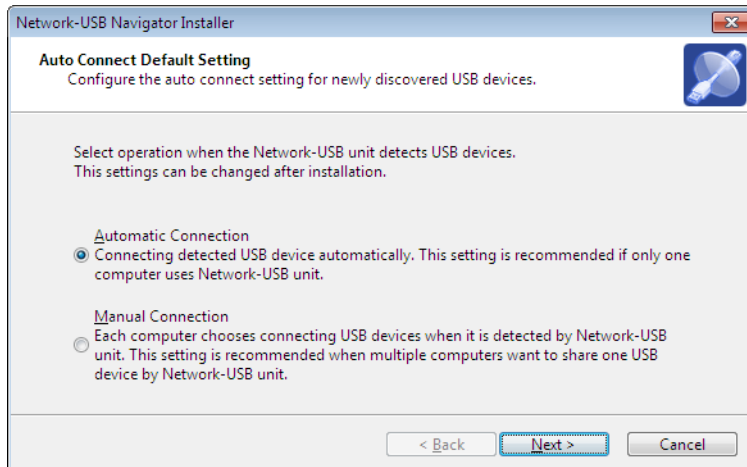 Network-USB Navigator Installer
Auto Connect Default Setting
Configure the auto connect setting for newly discovered USB devices.
Select operation when the Network-USB unit detects USB devices.
This settings can be changed after installation.
Automatic Connection
Connecting detected USB device automatically. This setting is recommended if only one
computer uses Network-USB unit.
Manual Connection
Each computer chooses connecting USB devices when it is detected by Network-USB
unit. This setting is recommended when multiple computers want to share one USB
device by Network-USB unit.
< Back Next > Cancel